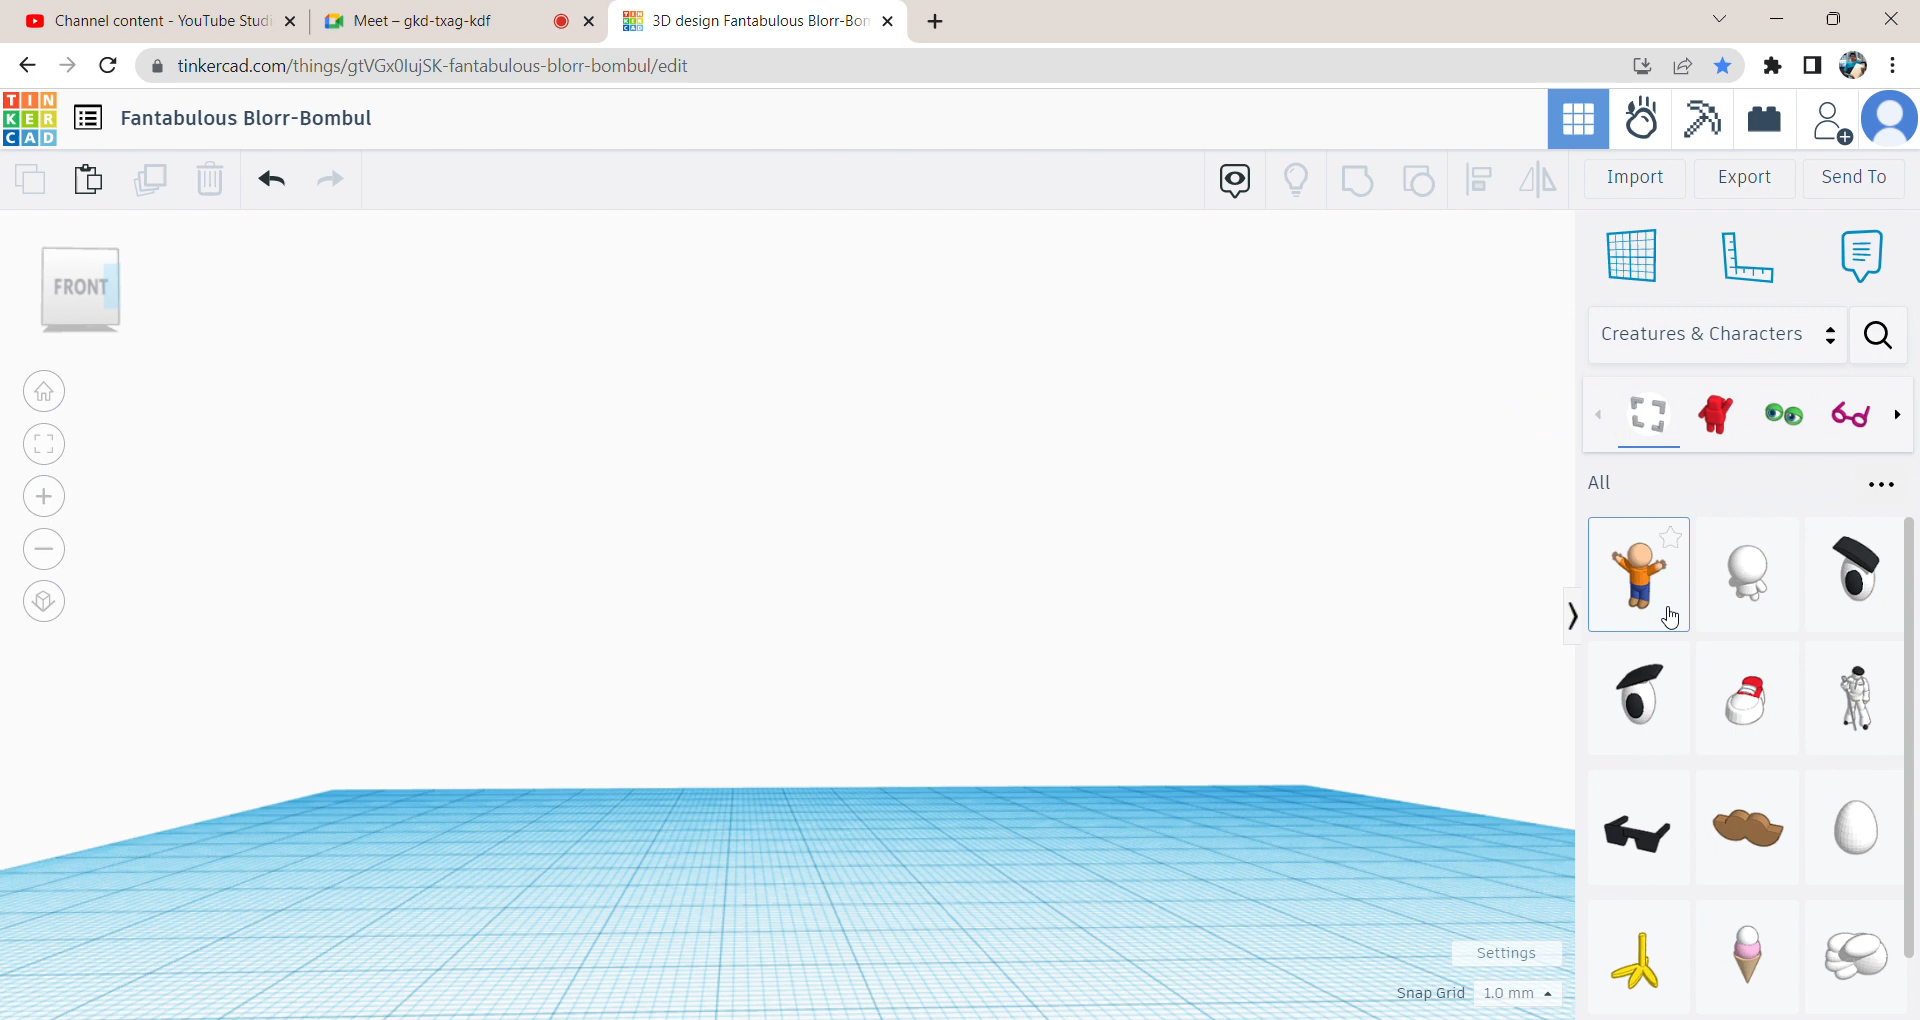 Channel content - YouTube Studi
Meet – gkd-txag-kdf
3D design Fantabulous Blorr-Bon
tinkercad.com/things/gtVGx0lujSK-fantabulous-blorr-bombul/edit
TIN
KER
CAD
Fantabulous Blorr-Bombul
Import
Export
Send To
FRONT
Creatures & Characters
All
Settings
Snap Grid 1.0 mm